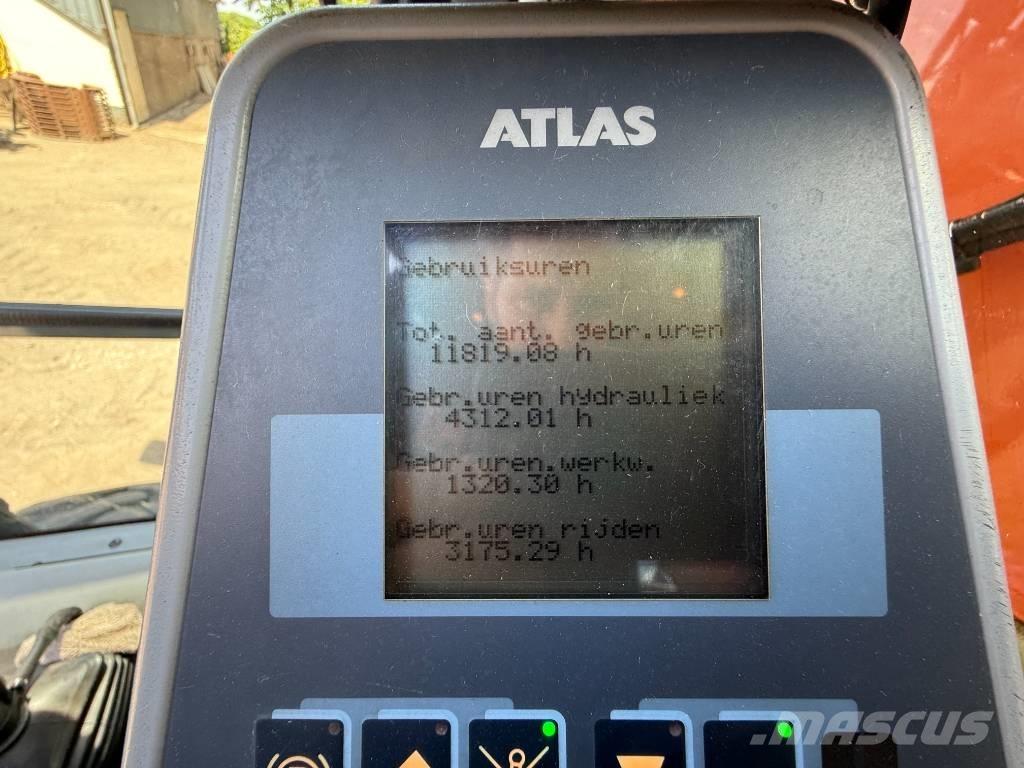 ATLAS
Gebruiksuren
Tot. aant. gebr.uren
11819.08 h
Gebr.uren hydrauliek
4312.01 h
Gebr.uren.werkw.
1320.30 h
Gebr.uren rijden
3175.29 h
MASCUS